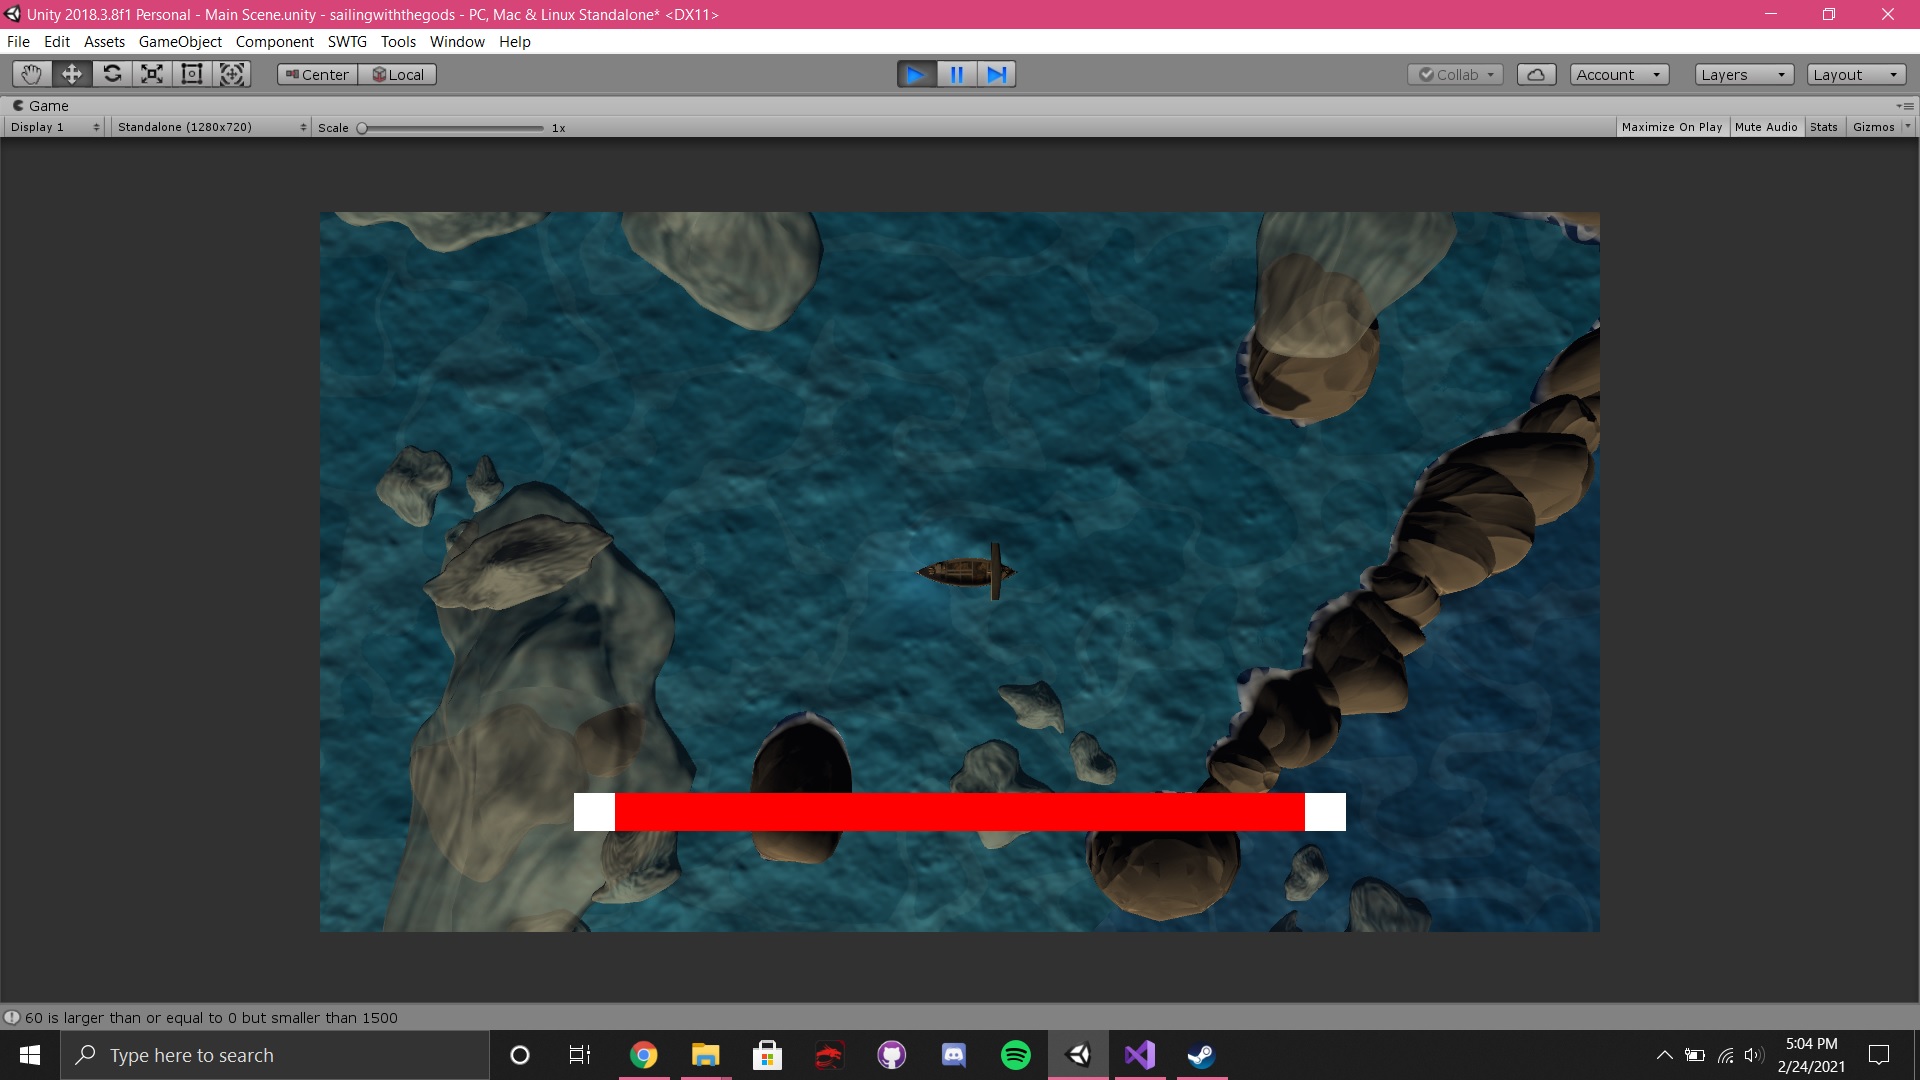 Unity 2018.3.8f1 Personal - Main Scene.unity - sailingwiththegods - PC, Mac & Linux Standalone* <DX11>
File Edit Assets GameObject Component SWTG Tools Window Help
Center Local Collab Account Layers Layout
Game
Display 1 Standalone (1280x720) Scale 1x Maximize On Play Mute Audio Stats Gizmos
60 is larger than or equal to 0 but smaller than 1500
Type here to search
5:04 PM
2/24/2021